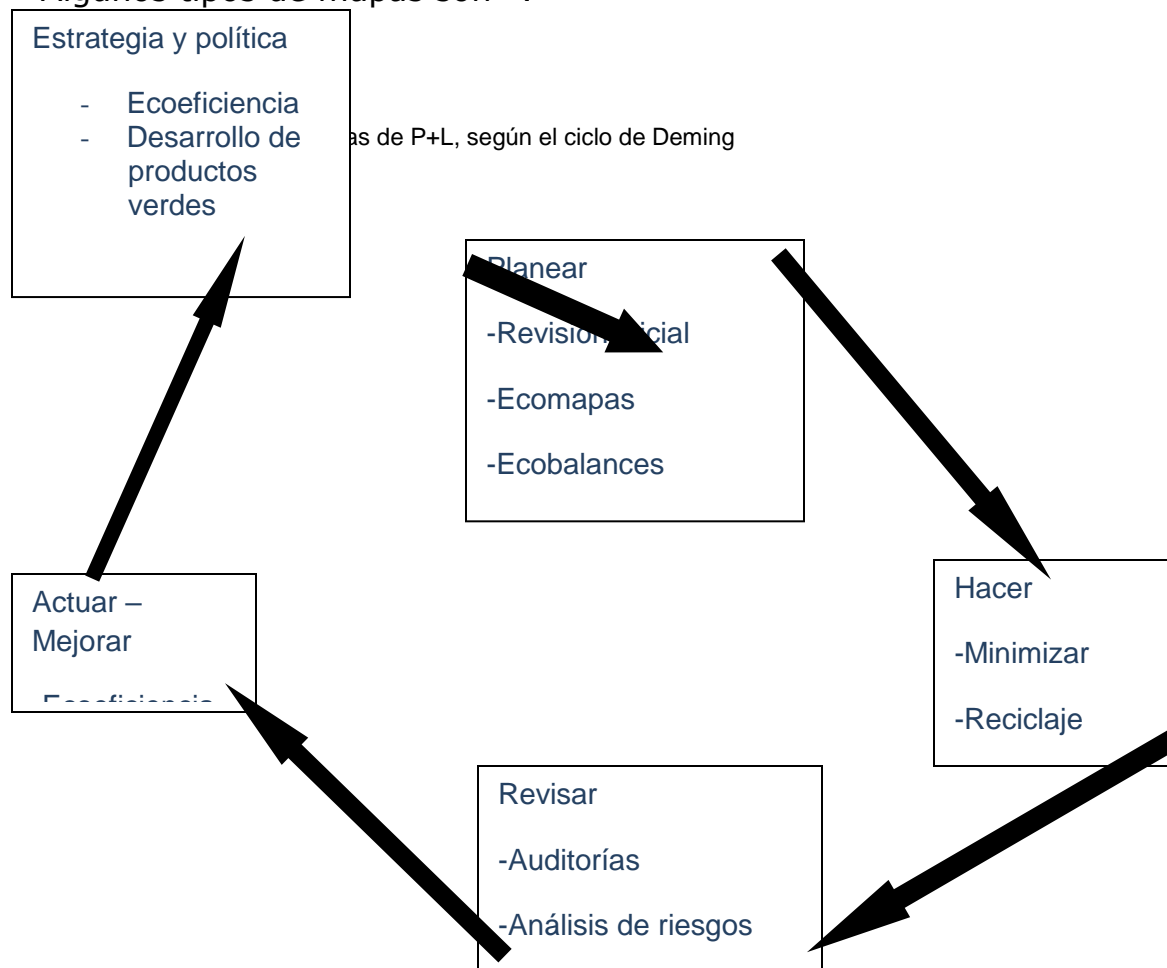 Estrategia y política
- Ecoeficiencia
- Desarrollo de
productos
verdes
as de P+L, según el ciclo de Deming
Planear
-Revisión
-Ecomapas
-Ecobalances
Hacer
-Minimizar
-Reciclaje
Actuar –
Mejorar
Revisar
-Auditorías
-Análisis de riesgos